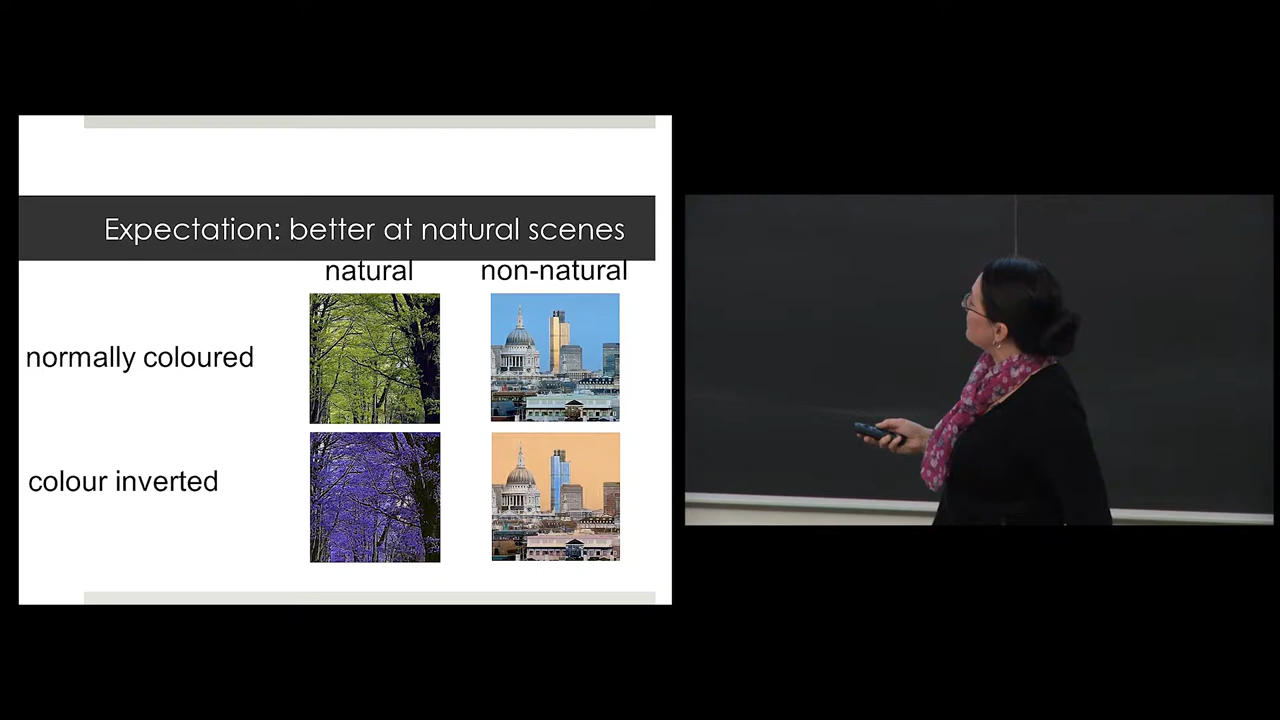 Expectation: better at natural scenes
natural non-natural
normally coloured
colour inverted